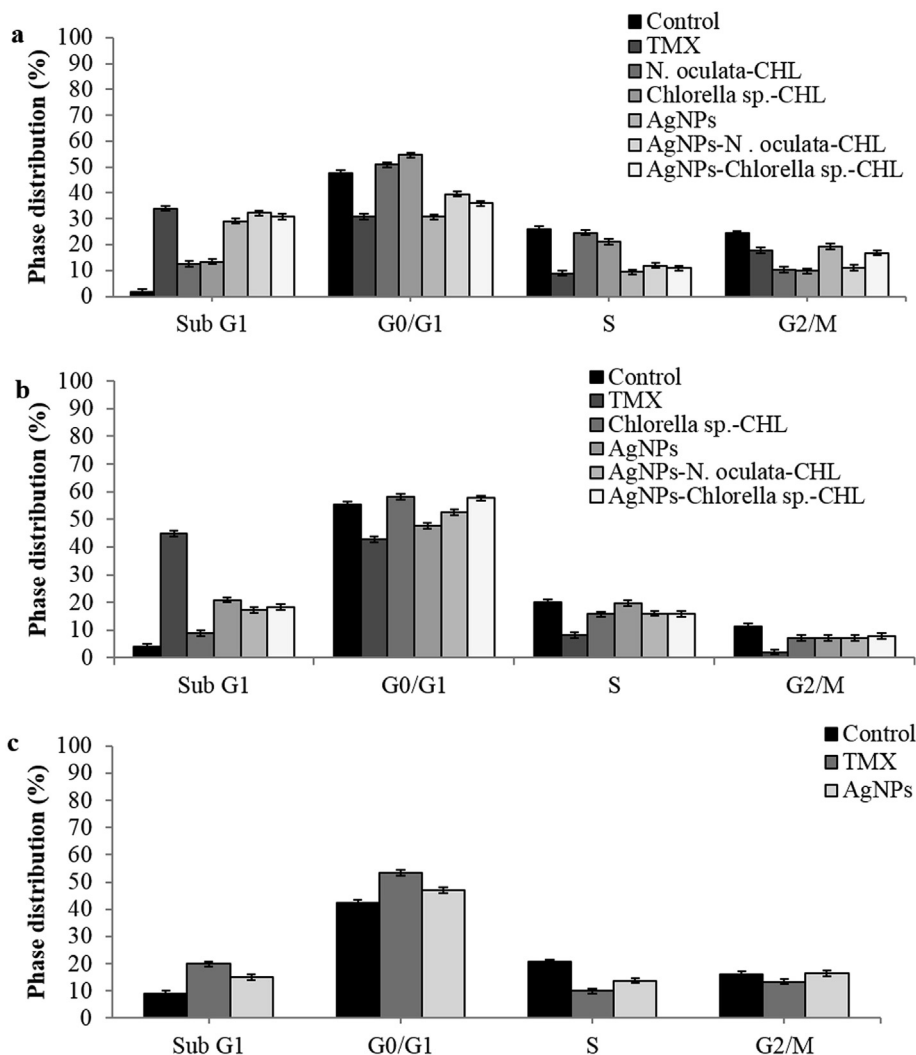 a
Phase distribution (%)
100
90
80
70
60
50
40
30
20
10
0
Sub G1 G0/G1 S G2/M
Control
TMX
N. oculata-CHL
Chlorella sp.-CHL
AgNPs
AgNPs-N . oculata-CHL
AgNPs-Chlorella sp.-CHL
b
Phase distribution (%)
100
90
80
70
60
50
40
30
20
10
0
Sub G1 G0/G1 S G2/M
Control
TMX
Chlorella sp.-CHL
AgNPs
AgNPs-N. oculata-CHL
AgNPs-Chlorella sp.-CHL
c
Phase distribution (%)
100
90
80
70
60
50
40
30
20
10
0
Sub G1 G0/G1 S G2/M
Control
TMX
AgNPs